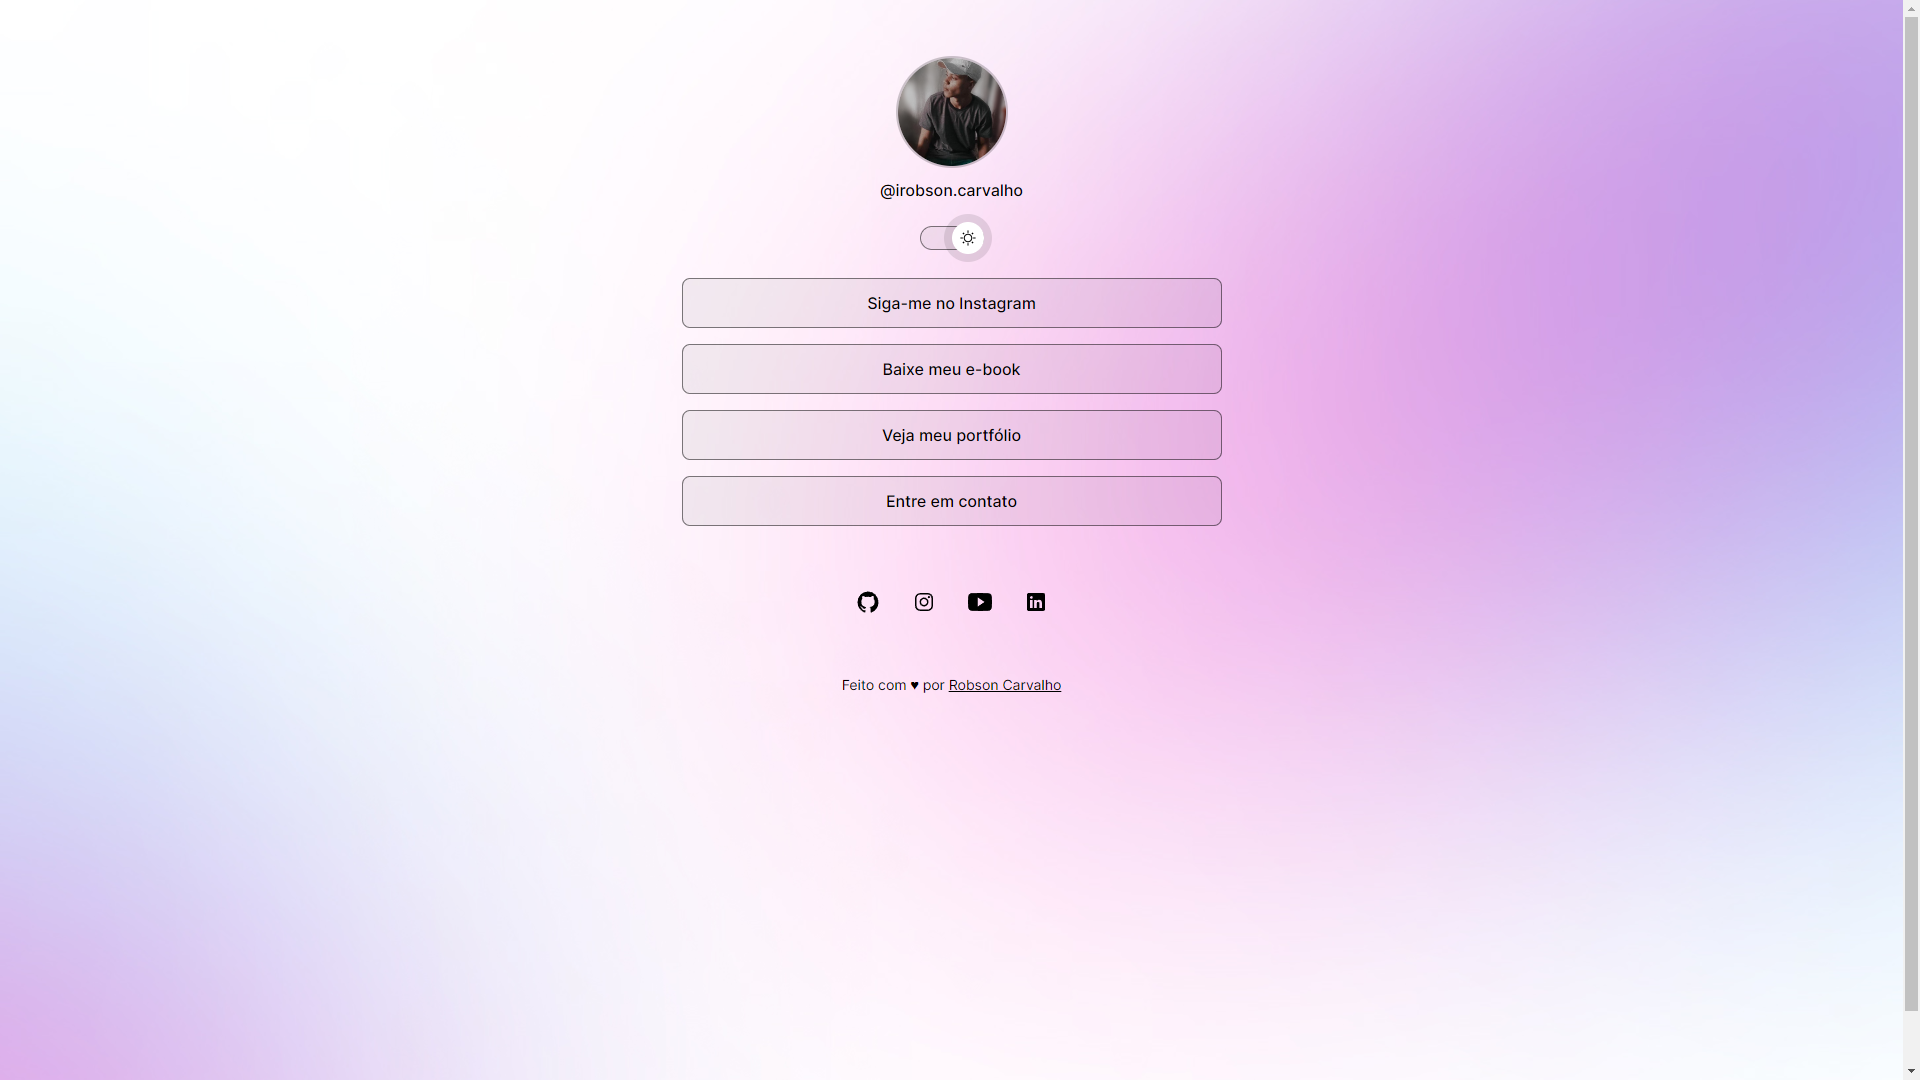 @irobson.carvalho
Siga-me no Instagram
Baixe meu e-book
Veja meu portfólio
Entre em contato
Feito com ♥ por Robson Carvalho